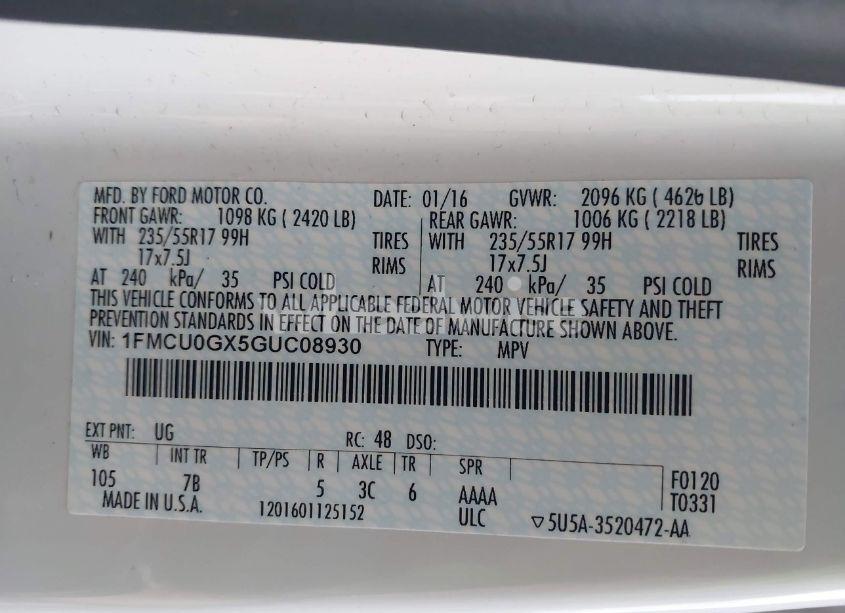 MFD. BY FORD MOTOR CO. DATE: 01/16 GVWR: 2096 KG ( 4626 LB)
FRONT GAWR: 1098 KG ( 2420 LB) REAR GAWR: 1006 KG ( 2218 LB)
WITH 235/55R17 99H TIRES WITH 235/55R17 99H TIRES
17x7.5J RIMS 17x7.5J RIMS
AT 240 kPa/ 35 PSI COLD AT 240 kPa/ 35 PSI COLD
THIS VEHICLE CONFORMS TO ALL APPLICABLE FEDERAL MOTOR VEHICLE SAFETY AND THEFT
PREVENTION STANDARDS IN EFFECT ON THE DATE OF MANUFACTURE SHOWN ABOVE.
VIN: 1FMCU0GX5GUC08930 TYPE: MPV
EXT PNT: UG RC: 48 DSO:
WB INT TR TP/PS R AXLE TR SPR F0120
105 7B 5 3C 6 AAAA T0331
MADE IN U.S.A. 1201601125152 ULC ▽5U5A-3520472-AA